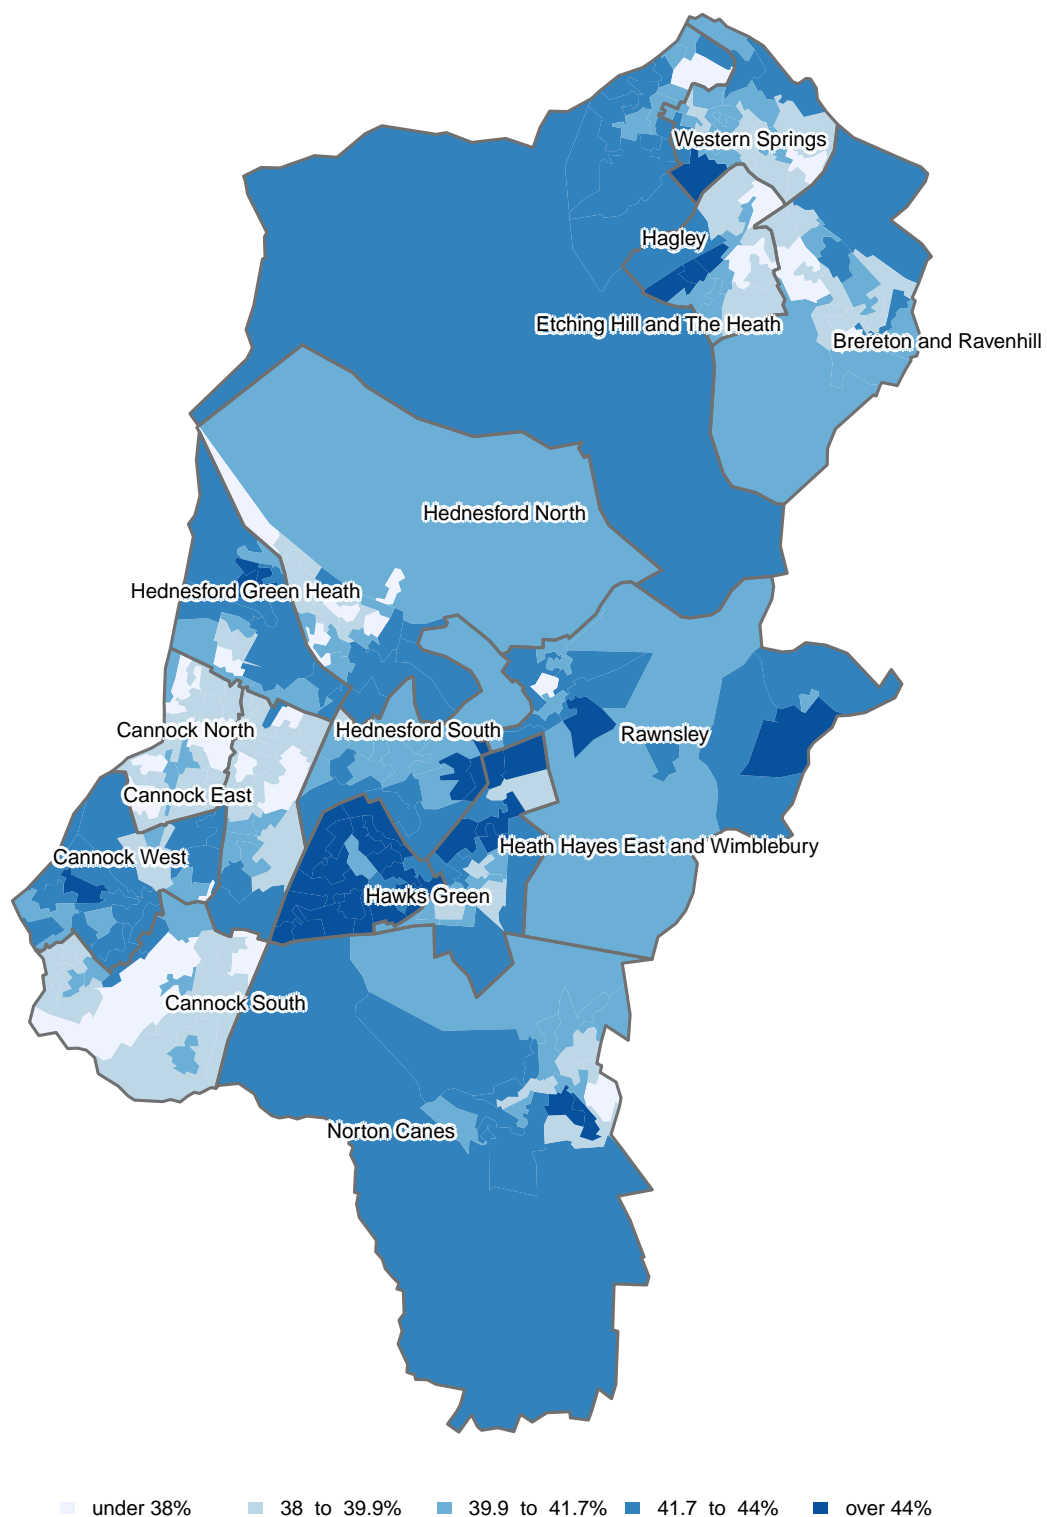 Western Springs
Hagley
Etching Hill and The Heath
Brereton and Ravenhill
Hednesford North
Hednesford Green Heath
Cannock North
Hednesford South
Rawnsley
Cannock East
Heath Hayes East and Wimblebury
Cannock West
Hawks Green
Cannock South
Norton Canes
under 38% 38 to 39.9% 39.9 to 41.7% 41.7 to 44% over 44%